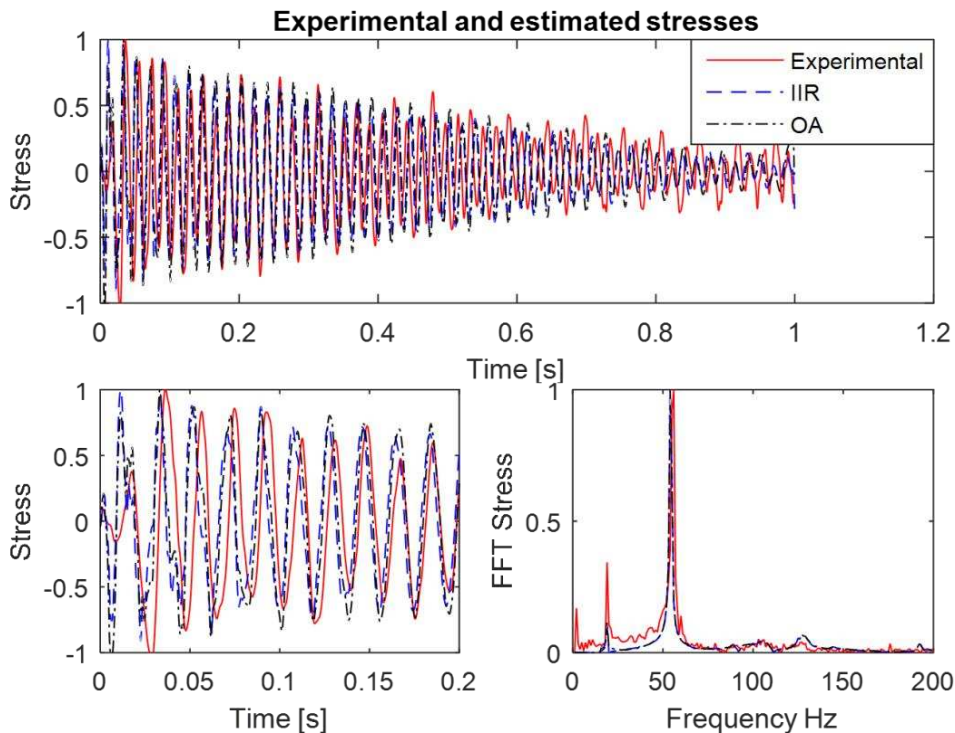 Experimental and estimated stresses
Experimental
IIR
OA
Stress
1
0.5
0
-0.5
-1
0 0.2 0.4 0.6 0.8 1 1.2
Time [s]
Stress
1
0.5
0
-0.5
-1
0 0.05 0.1 0.15 0.2
Time [s]
FFT Stress
1
0.5
0
0 50 100 150 200
Frequency Hz